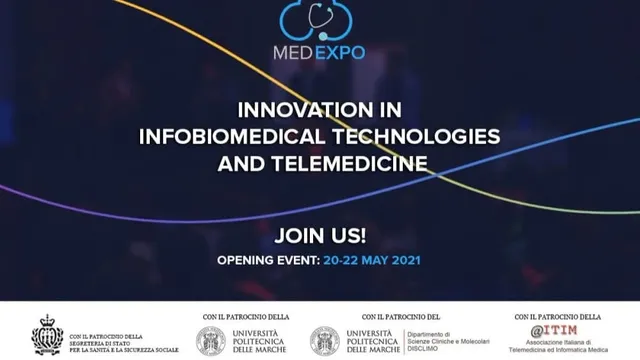 MEDEXPO
INNOVATION IN
INFOBIOMEDICAL TECHNOLOGIES
AND TELEMEDICINE
JOIN US!
OPENING EVENT: 20-22 MAY 2021
CON IL PATROCINIO DELLA
SEGRETERIA DI STATO
PER LA SANITÀ E LA SICUREZZA SOCIALE
CON IL PATROCINIO DELLA
UNIVERSITÀ
POLITECNICA
DELLE MARCHE
CON IL PATROCINIO DEL
UNIVERSITÀ
POLITECNICA
DELLE MARCHE
Dipartimento di
Scienze Cliniche e Molecolari
DISCLIMO
CON IL PATROCINIO DELLA
@ITIM
Associazione Italiana di
Telemedicina ed Informatica Medica